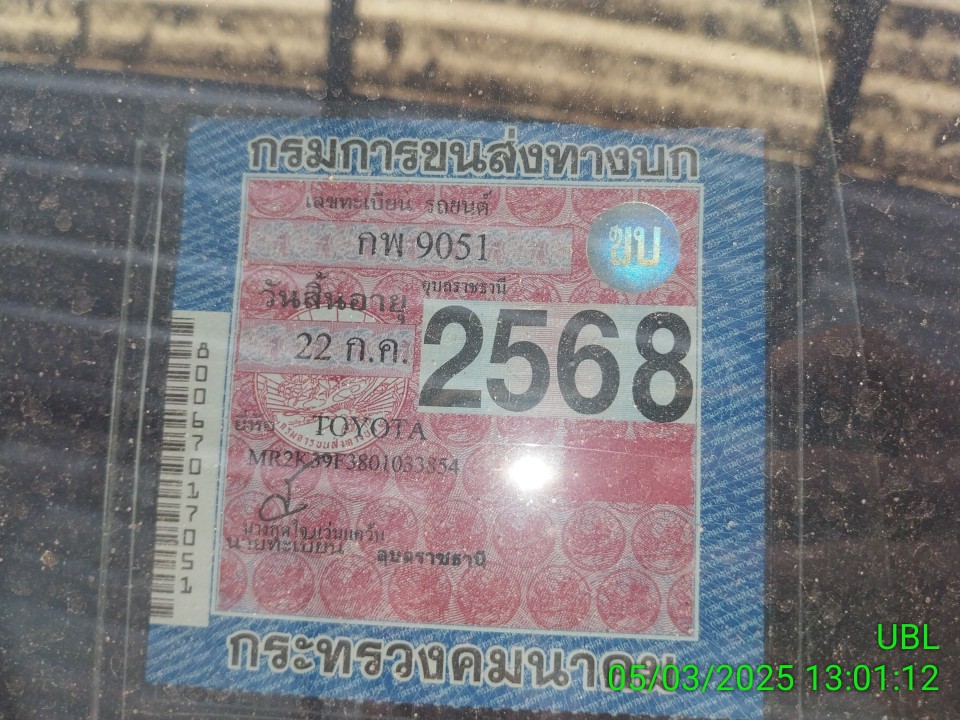 กรมการขนส่งทางบก
เลขทะเบียน รถยนต์
กพ 9051
ขบ
อุบลราชธานี
วันสิ้นอายุ
22 ก.ค.
2568
ยี่ห้อ TOYOTA
MR2K39F3801033854
นายทะเบียน
อุบลราชธานี
800670017051
กระทรวงคมนาคม
UBL
05/03/2025 13:01:12